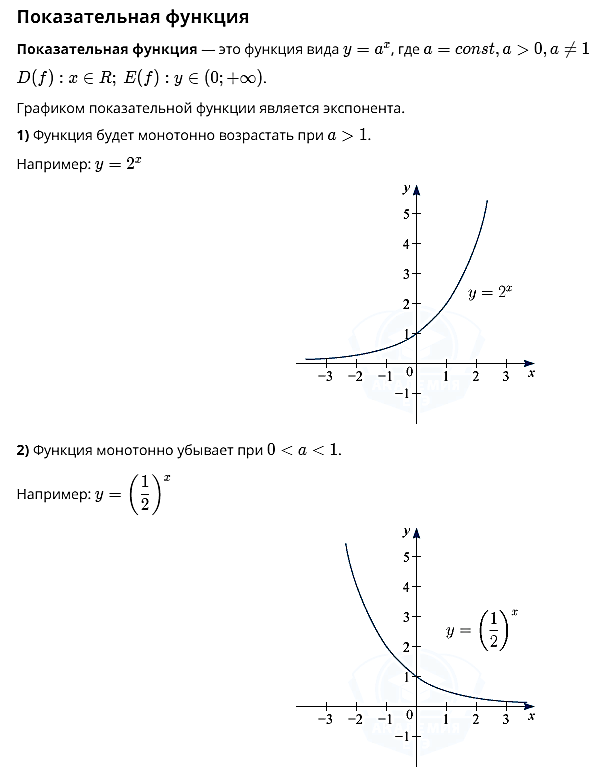 Показательная функция
Показательная функция — это функция вида y = aˣ, где a = const, a > 0, a ≠ 1
D(f) : x ∈ R; E(f) : y ∈ (0; +∞).
Графиком показательной функции является экспонента.
1) Функция будет монотонно возрастать при a > 1.
Например: y = 2ˣ
y
5
4
3
2
y = 2ˣ
1
−3 −2 −1 0 1 2 3 x
−1
2) Функция монотонно убывает при 0 < a < 1.
Например: y = (1/2)ˣ
y
5
4
3
y = (1/2)ˣ
2
1
−3 −2 −1 0 1 2 3 x
−1